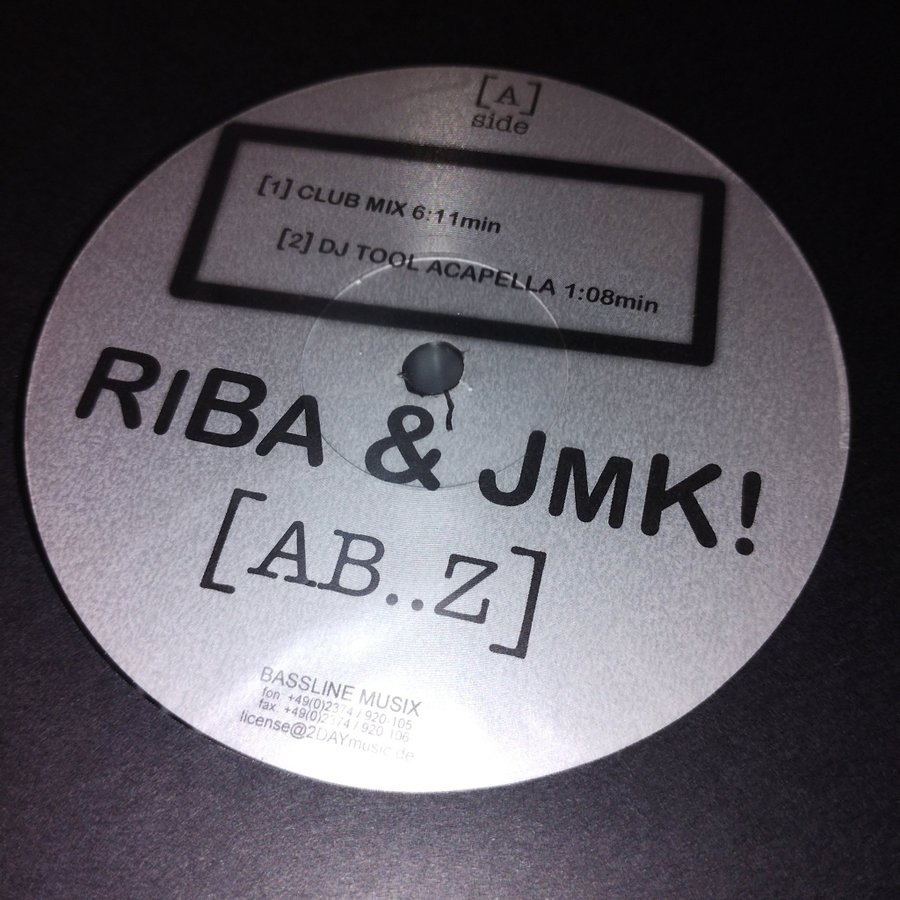 [A]
side
[1] CLUB MIX 6:11min
[2] DJ TOOL ACAPELLA 1:08min
RIBA & JMK!
[AB..Z]
BASSLINE MUSIX
fon. +49(0)2374 / 920-105
fax. +49(0)2374 / 920 106
license@2DAYmusic.de